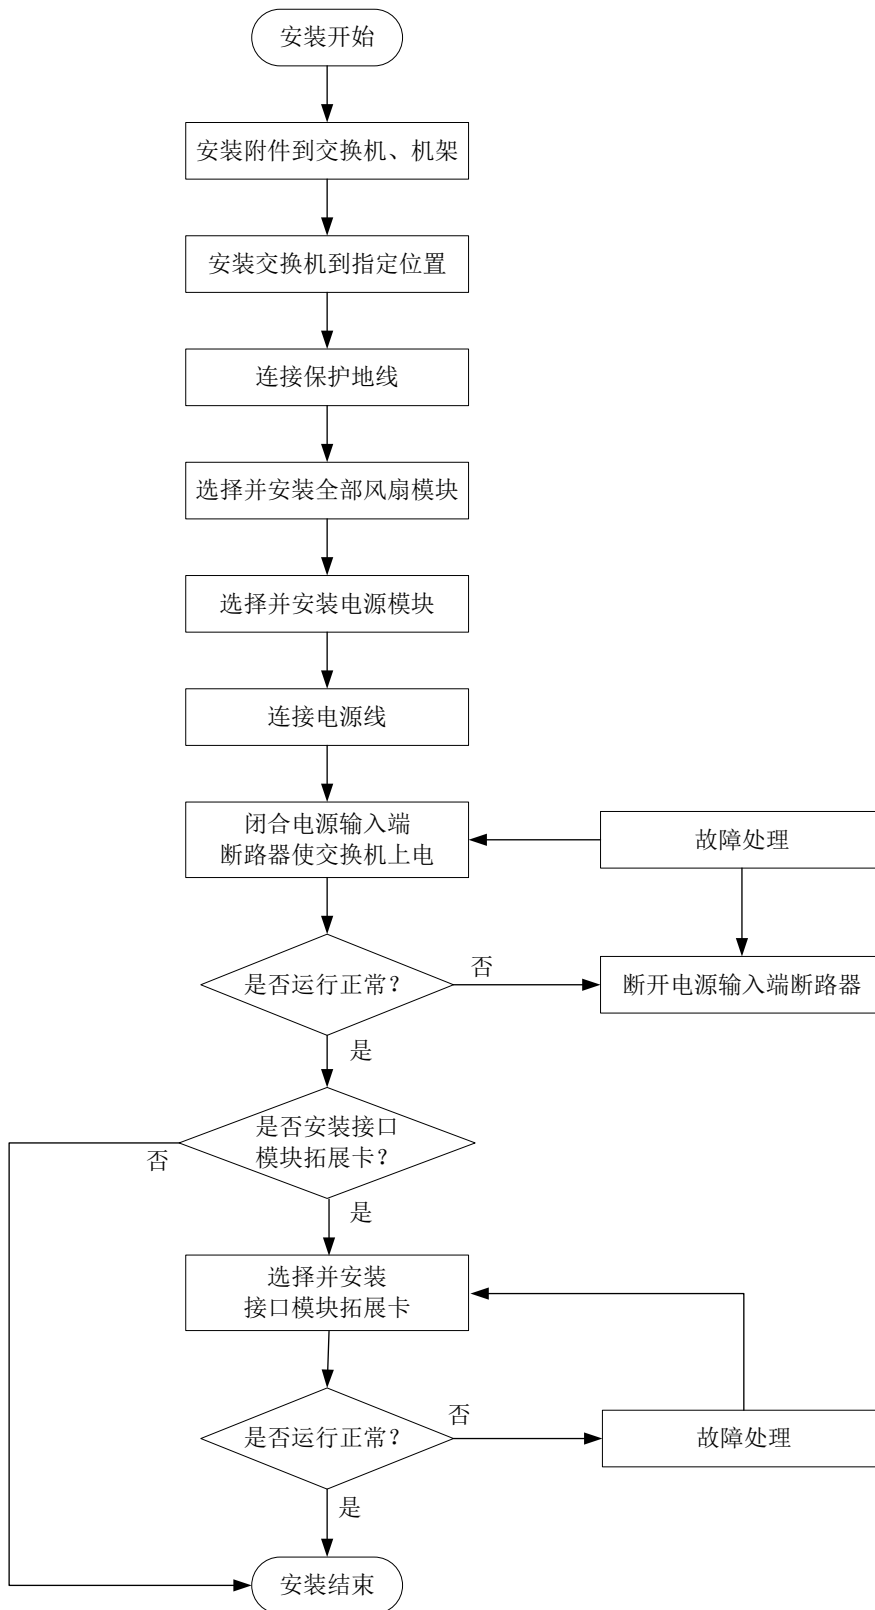 安装开始
安装附件到交换机、机架
安装交换机到指定位置
连接保护地线
选择并安装全部风扇模块
选择并安装电源模块
连接电源线
闭合电源输入端
断路器使交换机上电
故障处理
是否运行正常？
否
断开电源输入端断路器
是
是否安装接口
模块拓展卡？
否
是
选择并安装
接口模块拓展卡
是否运行正常？
否
故障处理
是
安装结束